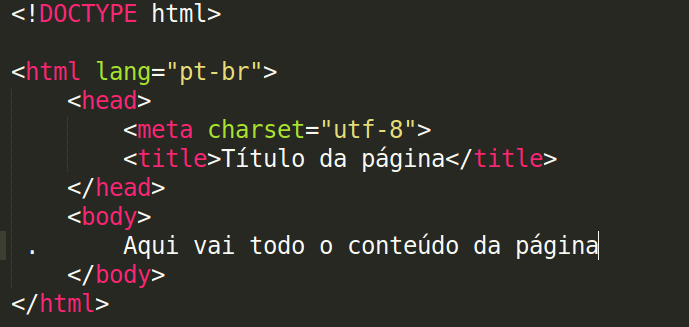 <!DOCTYPE html>
<html lang="pt-br">
<head>
<meta charset="utf-8">
<title>Título da página</title>
</head>
<body>
. Aqui vai todo o conteúdo da página
</body>
</html>